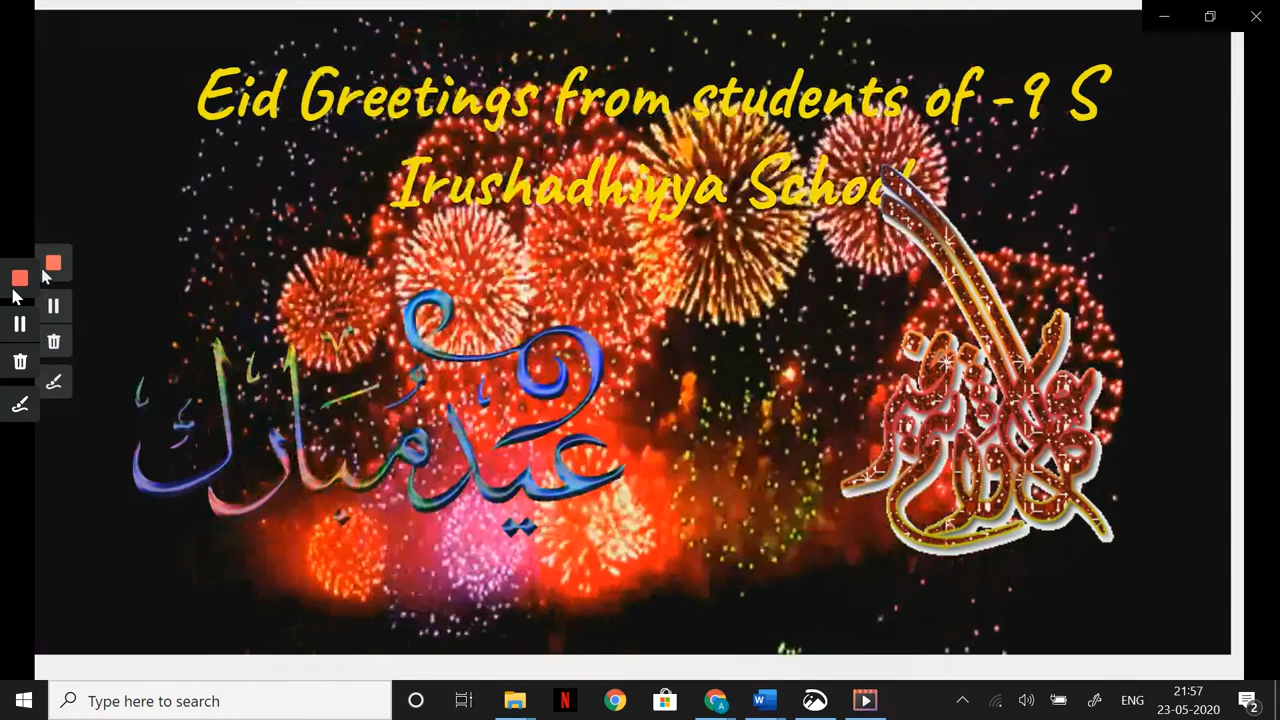 Eid Greetings from students of -9 S
Irushadhiyya School
عيد مبارك
Type here to search
ENG
21:57
23-05-2020
2